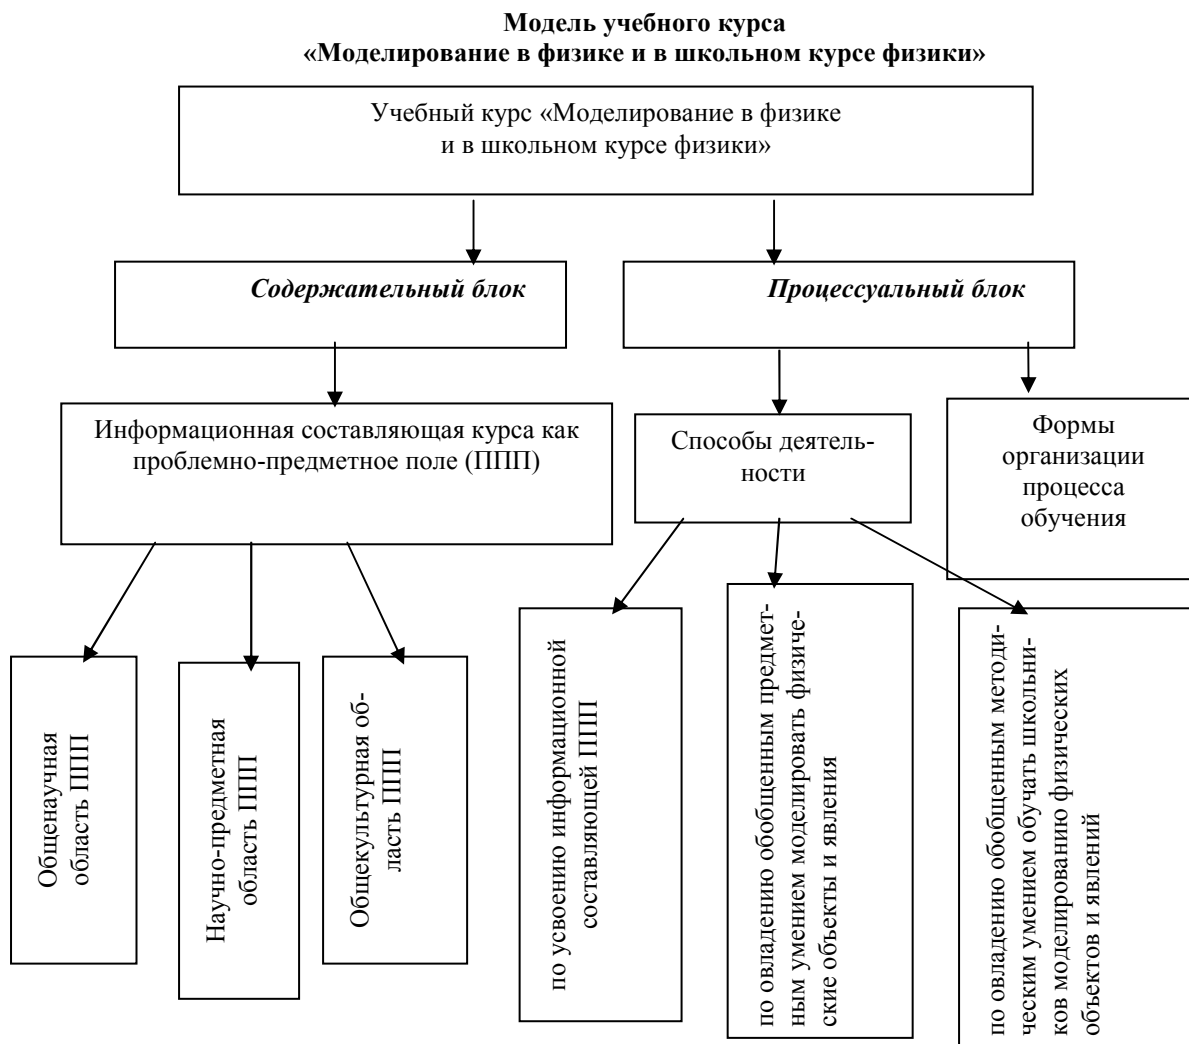 Модель учебного курса
«Моделирование в физике и в школьном курсе физики»
Учебный курс «Моделирование в физике
и в школьном курсе физики»
Содержательный блок
Процессуальный блок
Информационная составляющая курса как
проблемно-предметное поле (ППП)
Способы деятель-
ности
Формы
организации
процесса
обучения
Общенаучная
область ППП
Научно-предметная
область ППП
Общекультурная об-
ласть ППП
по усвоению информационной
составляющей ППП
по овладению обобщенным предмет-
ным умением моделировать физиче-
ские объекты и явления
по овладению обобщенным методи-
ческим умением обучать школьни-
ков моделированию физических
объектов и явлений